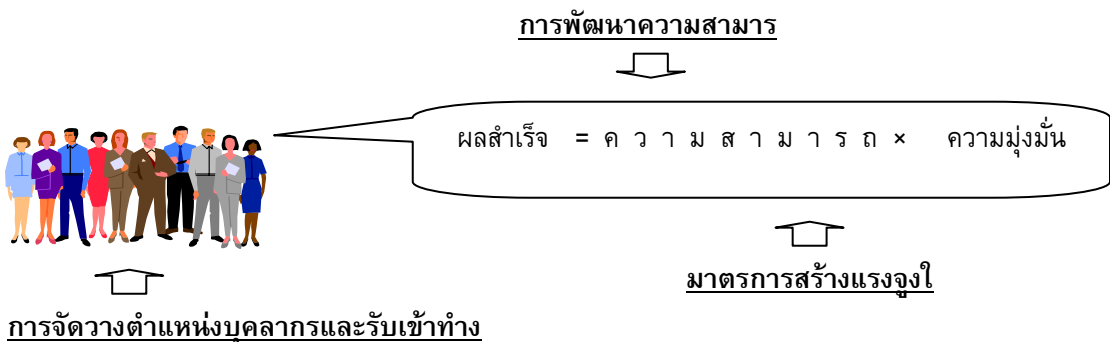 การพัฒนาความสามาร
ผลสำเร็จ = ค ว า ม ส า ม า ร ถ × ความมุ่งมั่น
มาตรการสร้างแรงจูงใ
การจัดวางตำแหน่งบุคลากรและรับเข้าทำง